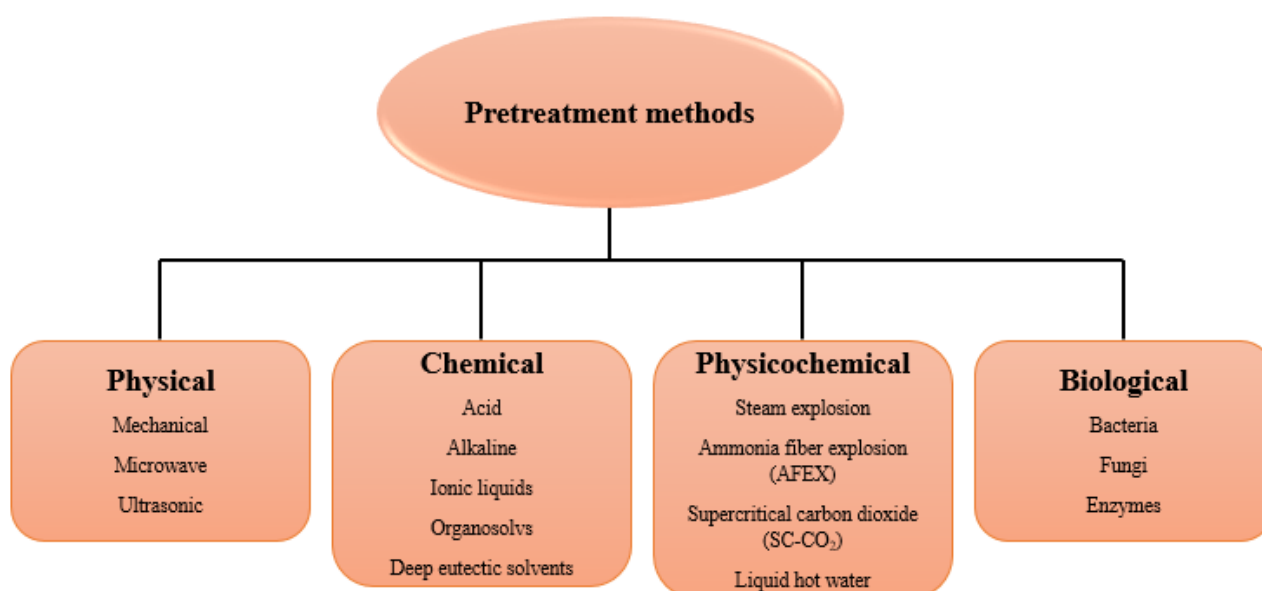 Pretreatment methods
Physical
Mechanical
Microwave
Ultrasonic
Chemical
Acid
Alkaline
Ionic liquids
Organosolvs
Deep eutectic solvents
Physicochemical
Steam explosion
Ammonia fiber explosion
(AFEX)
Supercritical carbon dioxide
(SC-CO₂)
Liquid hot water
Biological
Bacteria
Fungi
Enzymes